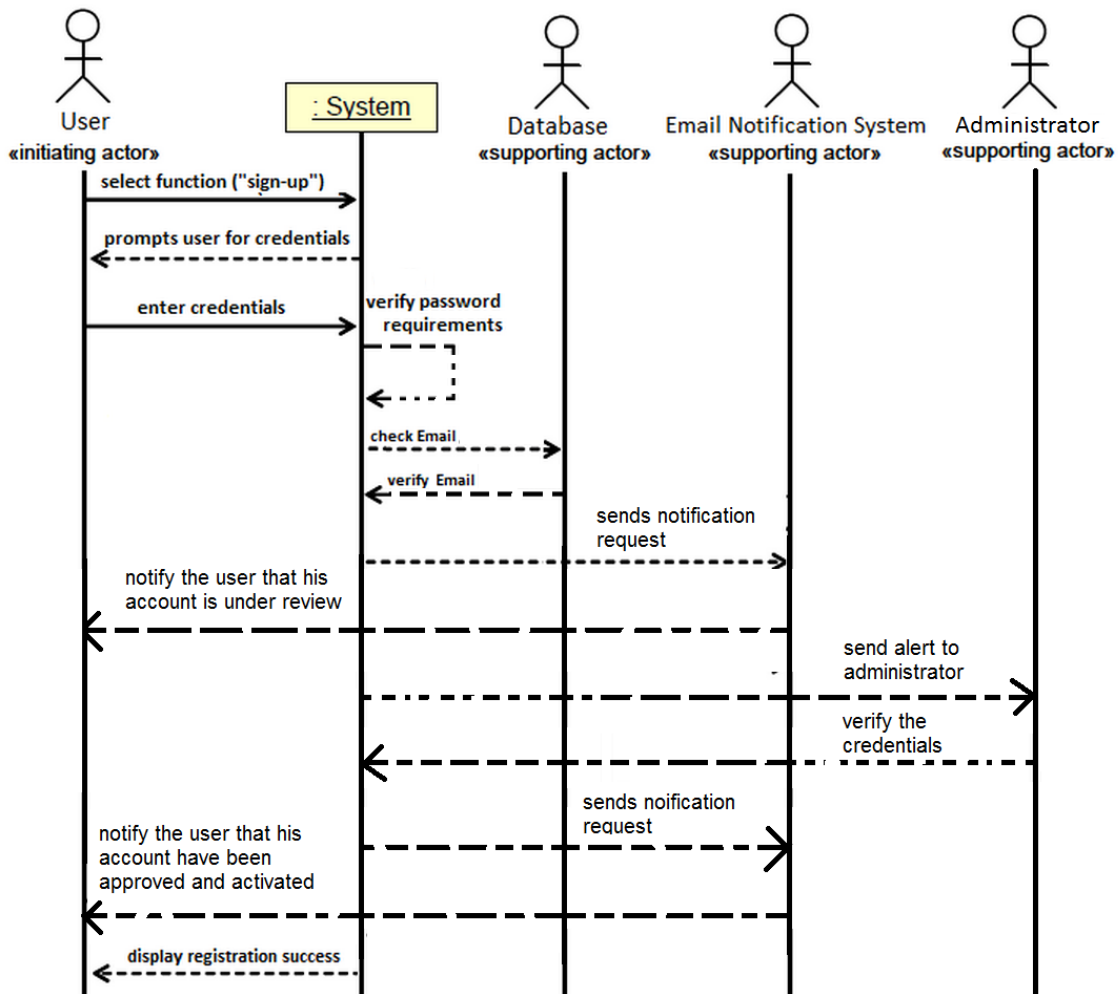 : System
User
«initiating actor»
Database
«supporting actor»
Email Notification System
«supporting actor»
Administrator
«supporting actor»
select function ("sign-up")
prompts user for credentials
enter credentials
verify password
requirements
check Email
verify Email
sends notification
request
notify the user that his
account is under review
send alert to
administrator
verify the
credentials
sends noification
request
notify the user that his
account have been
approved and activated
display registration success